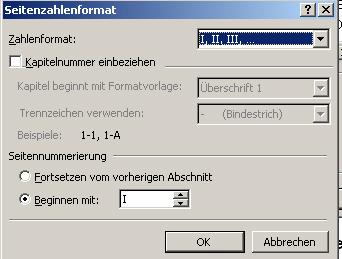 Seitenzahlenformat
Zahlenformat: I, II, III, ...
Kapitelnummer einbeziehen
Kapitel beginnt mit Formatvorlage: Überschrift 1
Trennzeichen verwenden: - (Bindestrich)
Beispiele: 1-1, 1-A
Seitennummerierung
Fortsetzen vom vorherigen Abschnitt
Beginnen mit: I
OK Abbrechen